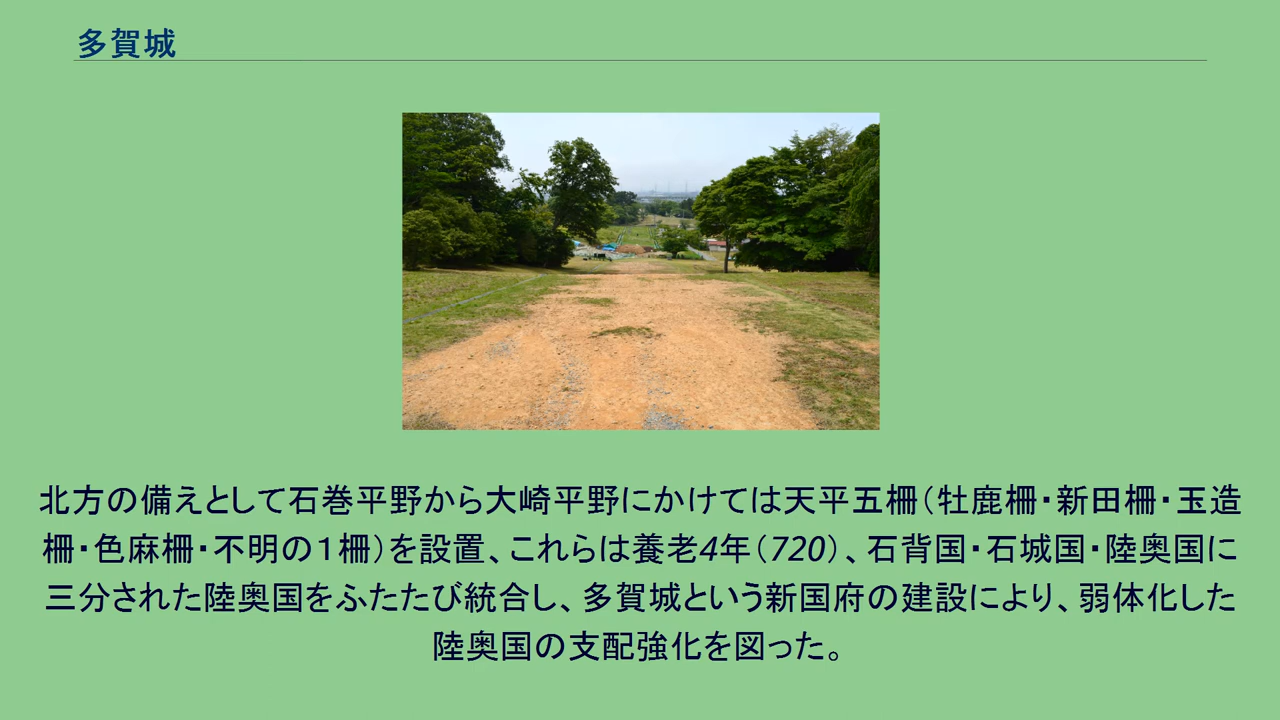 多賀城
北方の備えとして石巻平野から大崎平野にかけては天平五柵（牡鹿柵・新田柵・玉造
柵・色麻柵・不明の１柵）を設置、これらは養老4年（720）、石背国・石城国・陸奥国に
三分された陸奥国をふたたび統合し、多賀城という新国府の建設により、弱体化した
陸奥国の支配強化を図った。